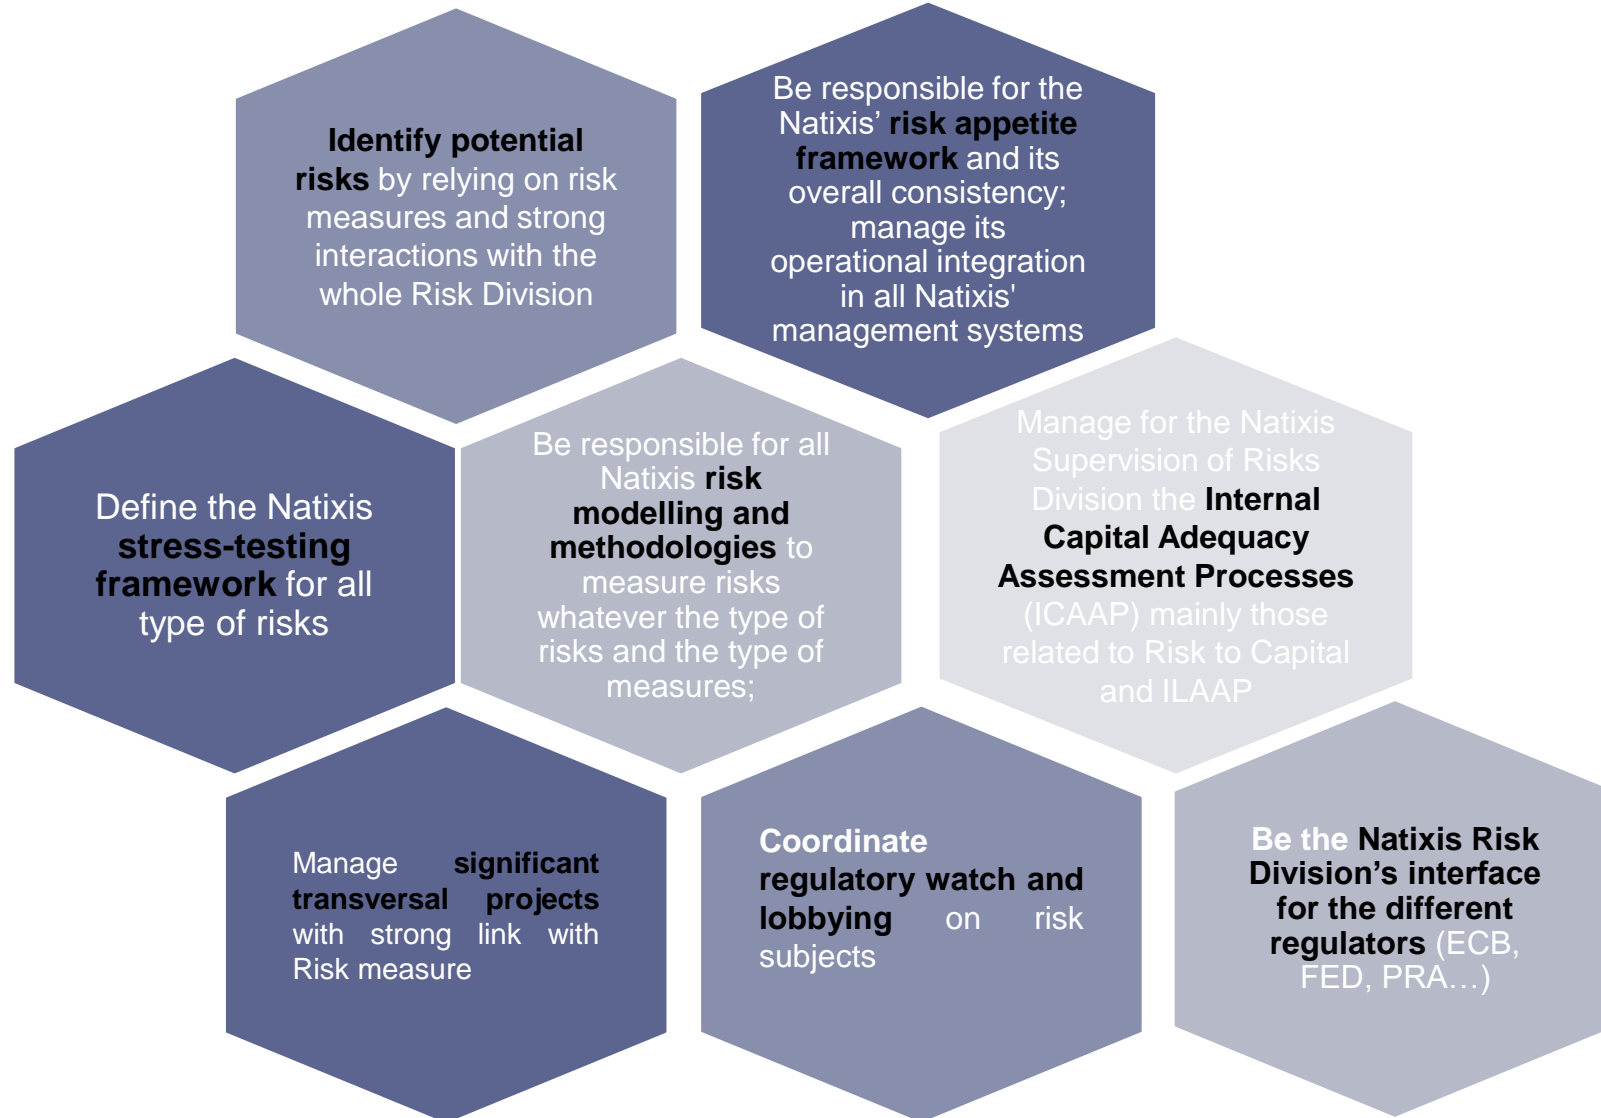 Identify potential
risks by relying on risk
measures and strong
interactions with the
whole Risk Division
Be responsible for the
Natixis’ risk appetite
framework and its
overall consistency;
manage its
operational integration
in all Natixis'
management systems
Define the Natixis
stress-testing
framework for all
type of risks
Be responsible for all
Natixis risk
modelling and
methodologies to
measure risks
whatever the type of
risks and the type of
measures;
Manage for the Natixis
Supervision of Risks
Division the Internal
Capital Adequacy
Assessment Processes
(ICAAP) mainly those
related to Risk to Capital
and ILAAP
Manage significant
transversal projects
with strong link with
Risk measure
Coordinate
regulatory watch and
lobbying on risk
subjects
Be the Natixis Risk
Division’s interface
for the different
regulators (ECB,
FED, PRA…)